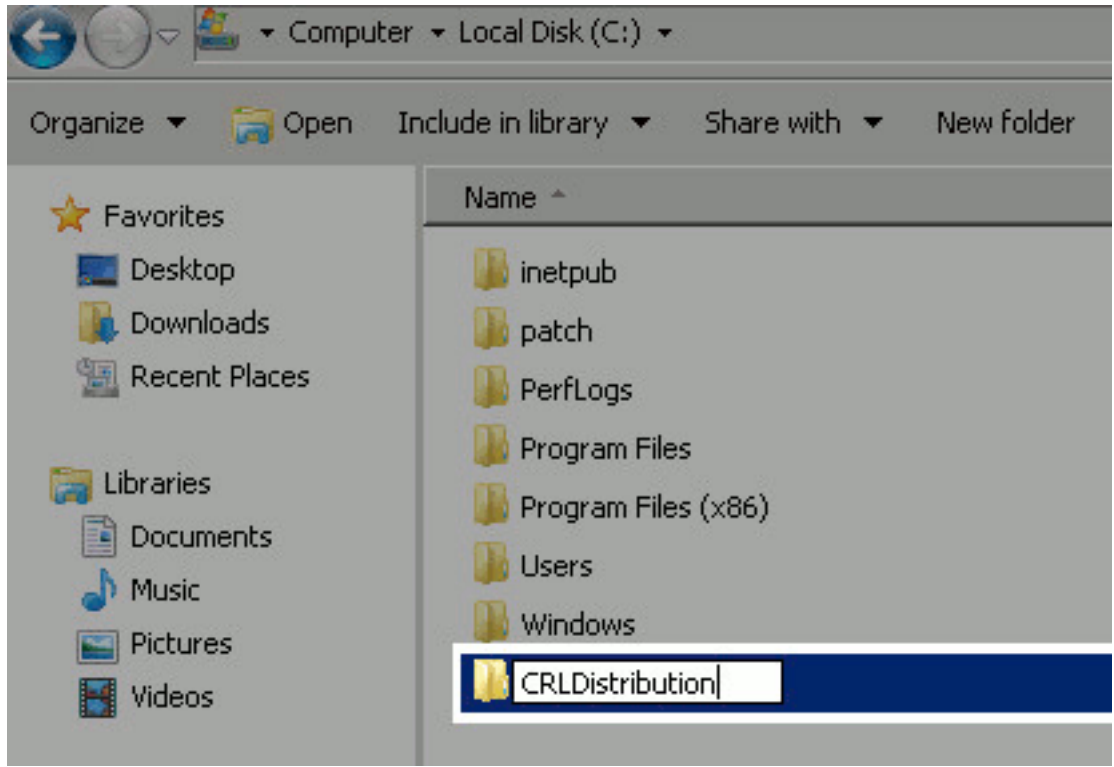 Computer Local Disk (C:)
Organize Open Include in library Share with New folder
Favorites
Desktop
Downloads
Recent Places
Libraries
Documents
Music
Pictures
Videos
Name
inetpub
patch
PerfLogs
Program Files
Program Files (x86)
Users
Windows
CRLDistribution